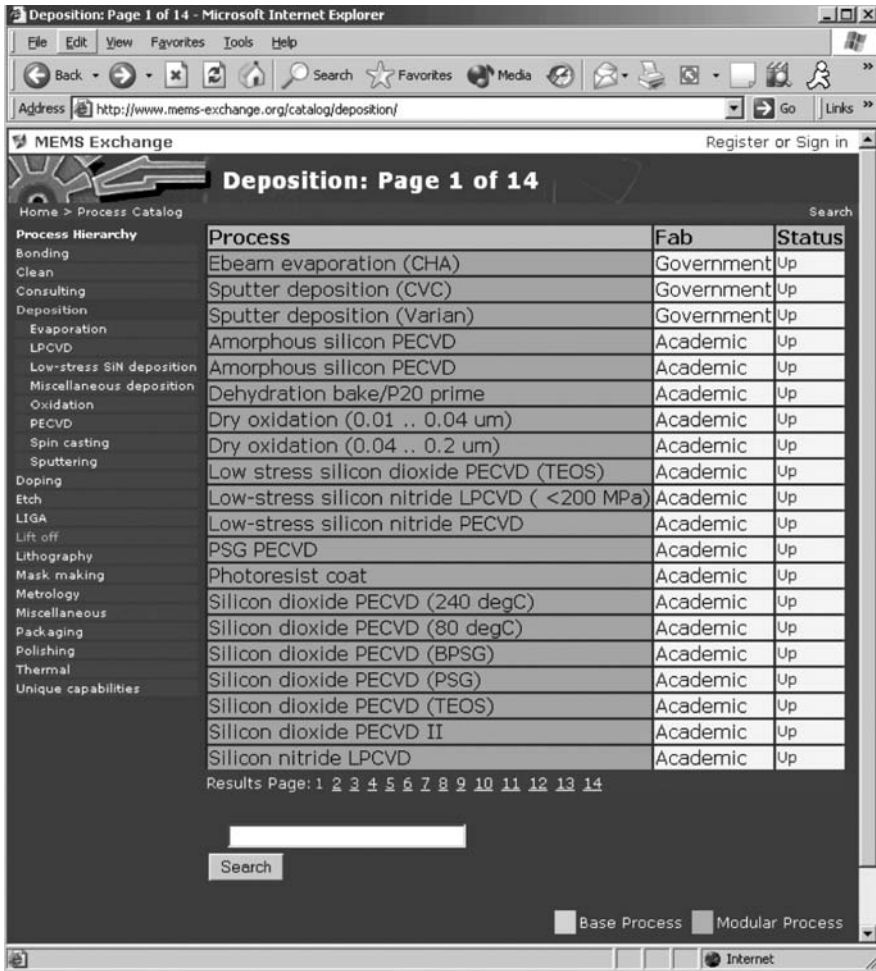 Deposition: Page 1 of 14 - Microsoft Internet Explorer
File Edit View Favorites Tools Help
Back Search Favorites Media »
Address http://www.mems-exchange.org/catalog/deposition/ Go Links »
MEMS Exchange Register or Sign in
Deposition: Page 1 of 14
Home > Process Catalog Search
Process Hierarchy
Bonding
Clean
Consulting
Deposition
Evaporation
LPCVD
Low-stress SiN deposition
Miscellaneous deposition
Oxidation
PECVD
Spin casting
Sputtering
Doping
Etch
LIGA
Lift off
Lithography
Mask making
Metrology
Miscellaneous
Packaging
Polishing
Thermal
Unique capabilities
Process Fab Status
Ebeam evaporation (CHA) Government Up
Sputter deposition (CVC) Government Up
Sputter deposition (Varian) Government Up
Amorphous silicon PECVD Academic Up
Amorphous silicon PECVD Academic Up
Dehydration bake/P20 prime Academic Up
Dry oxidation (0.01 .. 0.04 um) Academic Up
Dry oxidation (0.04 .. 0.2 um) Academic Up
Low stress silicon dioxide PECVD (TEOS) Academic Up
Low-stress silicon nitride LPCVD ( <200 MPa) Academic Up
Low-stress silicon nitride PECVD Academic Up
PSG PECVD Academic Up
Photoresist coat Academic Up
Silicon dioxide PECVD (240 degC) Academic Up
Silicon dioxide PECVD (80 degC) Academic Up
Silicon dioxide PECVD (BPSG) Academic Up
Silicon dioxide PECVD (PSG) Academic Up
Silicon dioxide PECVD (TEOS) Academic Up
Silicon dioxide PECVD II Academic Up
Silicon nitride LPCVD Academic Up
Results Page: 1 2 3 4 5 6 7 8 9 10 11 12 13 14
Search
Base Process Modular Process
Internet